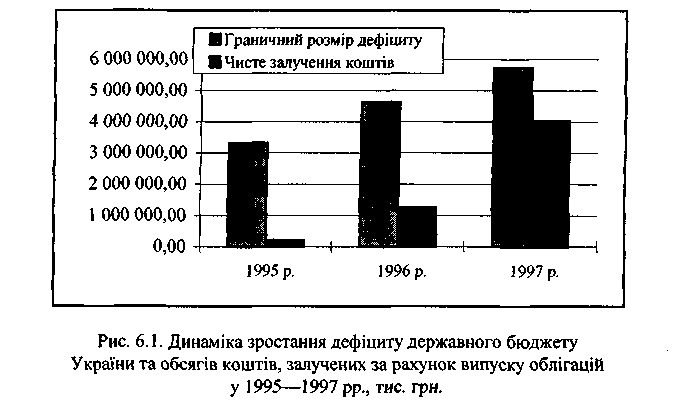 Граничний розмір дефіциту
Чисте залучення коштів
6 000 000,00
5 000 000,00
4 000 000,00
3 000 000,00
2 000 000,00
1 000 000,00
0,00
1995 р.
1996 р.
1997 р.
Рис. 6.1. Динаміка зростання дефіциту державного бюджету
України та обсягів коштів, залучених за рахунок випуску облігацій
у 1995—1997 рр., тис. грн.